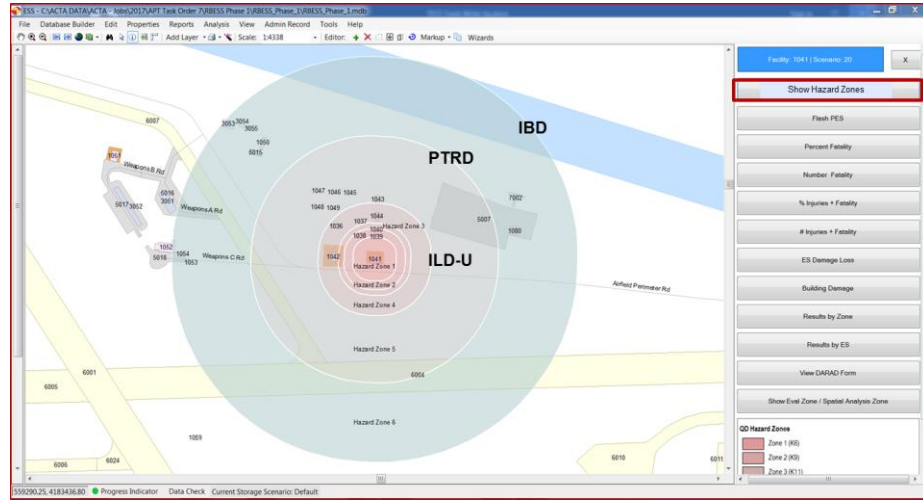 ESS - C:\ACTA DATA\ACTA - Jobs\2017\APT Task Order 7\RBESS Phase 1\RBESS_Phase_1\RBESS_Phase_1.mdb
File Database Builder Edit Properties Reports Analysis View Admin Record Tools Help
Add Layer Scale: 1:4338 Editor: Markup Wizards
Facility: 1041 | Scenario: 20 X
Show Hazard Zones
Flash PES
Percent Fatality
Number Fatality
% Injuries + Fatality
# Injuries + Fatality
ES Damage Loss
Building Damage
Results by Zone
Results by ES
View DARAD Form
Show Eval Zone / Spatial Analysis Zone
QD Hazard Zones
Zone 1 (K6)
Zone 2 (K9)
Zone 3 (K11)
6007
3053 3054
3055
1050
6015
IBD
PTRD
1051
Weapons B Rd
5017 3052
5016
3051
Weapons A Rd
1047 1046 1045
1048 1049
1043
1044
1036 1037
1040 Hazard Zone 3
1038 1039
7002
5007
1080
1052
5018 1054
1053
Weapons C Rd
1042
1041
ILD-U
Hazard Zone 1
Hazard Zone 2
Hazard Zone 4
Airfield Perimeter Rd
Hazard Zone 5
6001
6004
6005
Hazard Zone 6
1059
6006
6024
6010
6011
559290.25, 4183436.80 Progress Indicator Data Check Current Storage Scenario: Default